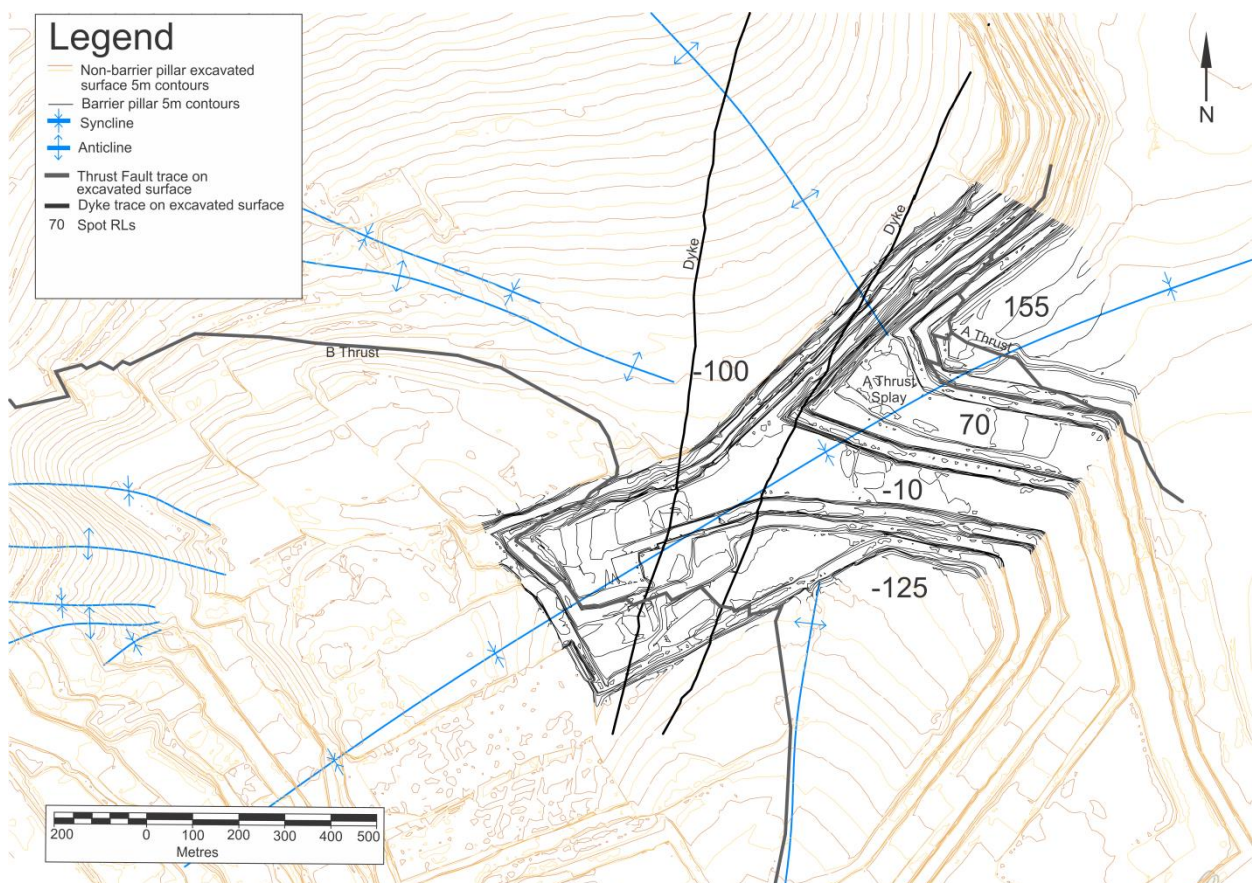 Legend
Non-barrier pillar excavated
surface 5m contours
Barrier pillar 5m contours
Syncline
Anticline
Thrust Fault trace on
excavated surface
Dyke trace on excavated surface
70 Spot RLs
N
Dyke
Dyke
155
A Thrust
B Thrust
-100
A Thrust
Splay
70
-10
-125
200 0 100 200 300 400 500
Metres